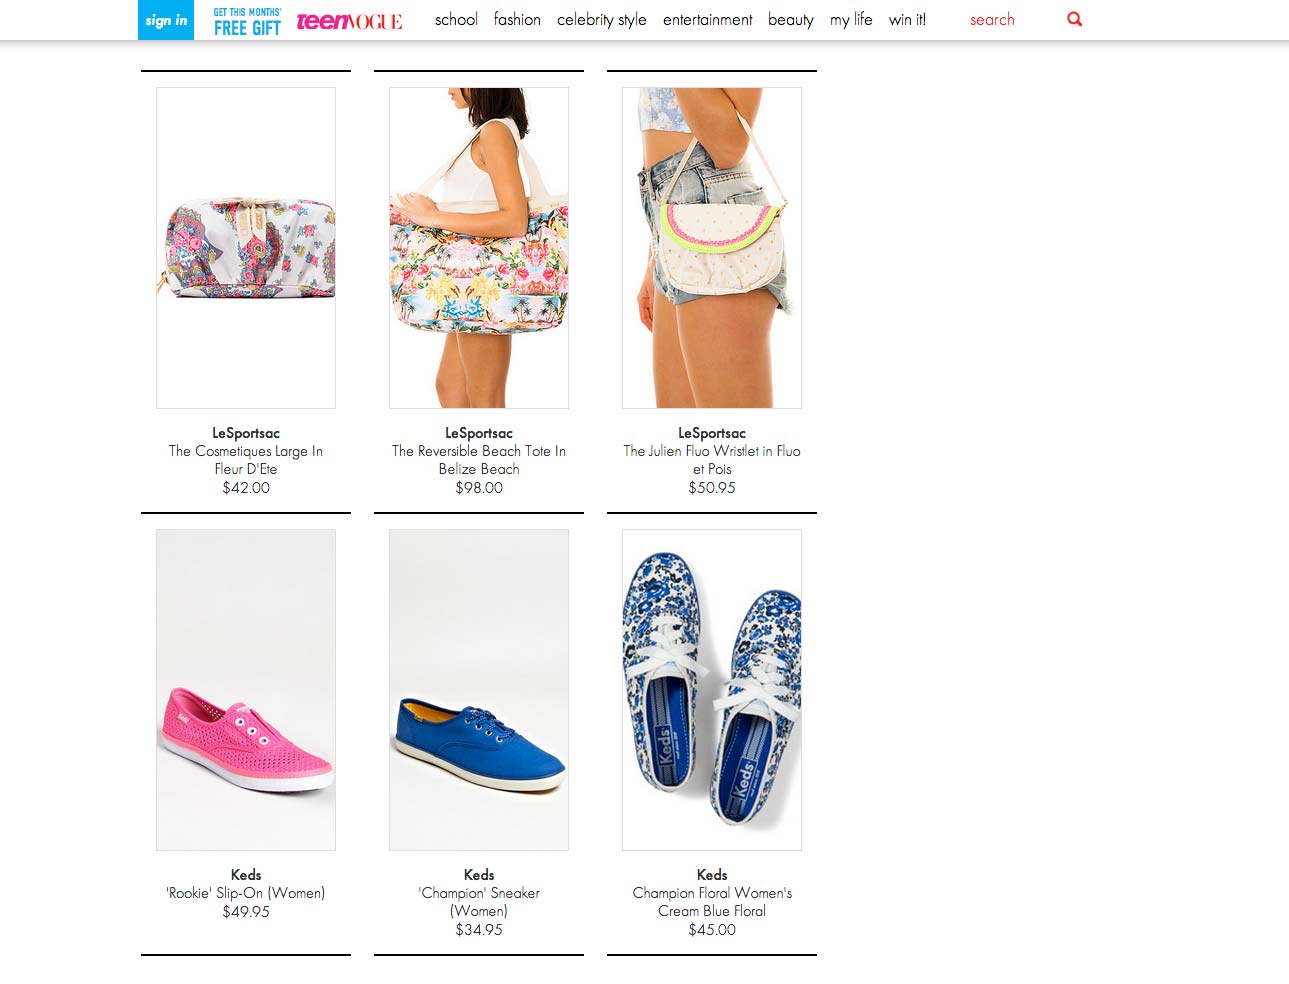 sign in
GET THIS MONTHS'
FREE GIFT
teenVOGUE
school fashion celebrity style entertainment beauty my life win it!
search
LeSportsac
The Cosmetiques Large In
Fleur D'Ete
$42.00
LeSportsac
The Reversible Beach Tote In
Belize Beach
$98.00
LeSportsac
The Julien Fluo Wristlet in Fluo
et Pois
$50.95
Keds
Keds
Keds
Keds
'Rookie' Slip-On (Women)
$49.95
Keds
'Champion' Sneaker
(Women)
$34.95
Keds
Champion Floral Women's
Cream Blue Floral
$45.00